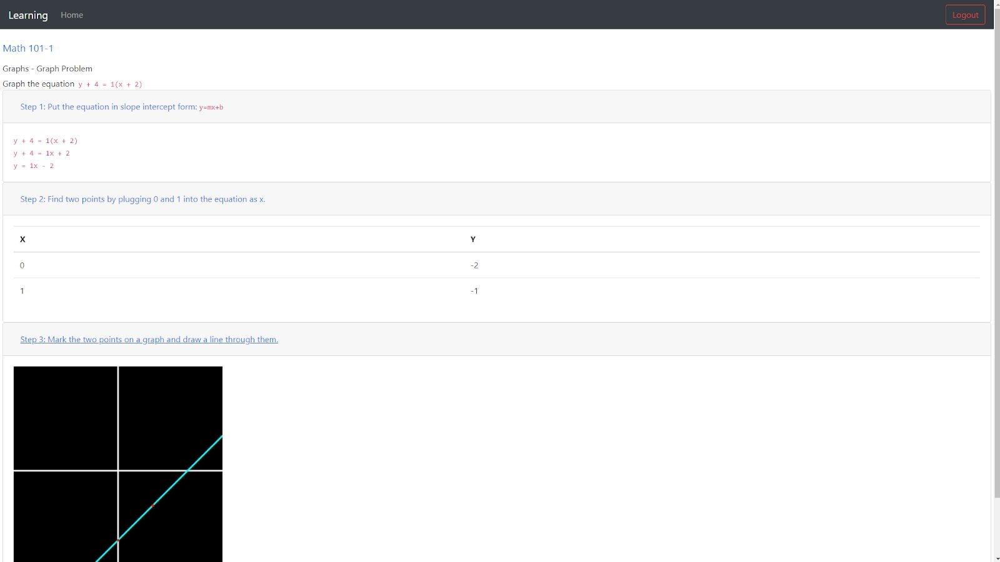 Learning Home Logout
Math 101-1
Graphs - Graph Problem
Graph the equation y + 4 = 1(x + 2)
Step 1: Put the equation in slope intercept form: y=mx+b
y + 4 = 1(x + 2)
y + 4 = 1x + 2
y = 1x - 2
Step 2: Find two points by plugging 0 and 1 into the equation as x.
X Y
0 -2
1 -1
Step 3: Mark the two points on a graph and draw a line through them.